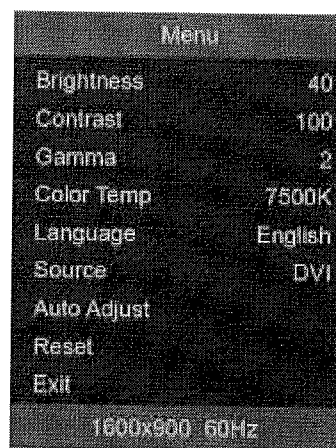 Menu
Brightness 40
Contrast 100
Gamma 2
Color Temp 7500K
Language English
Source DVI
Auto Adjust
Reset
Exit
1600x900 60Hz